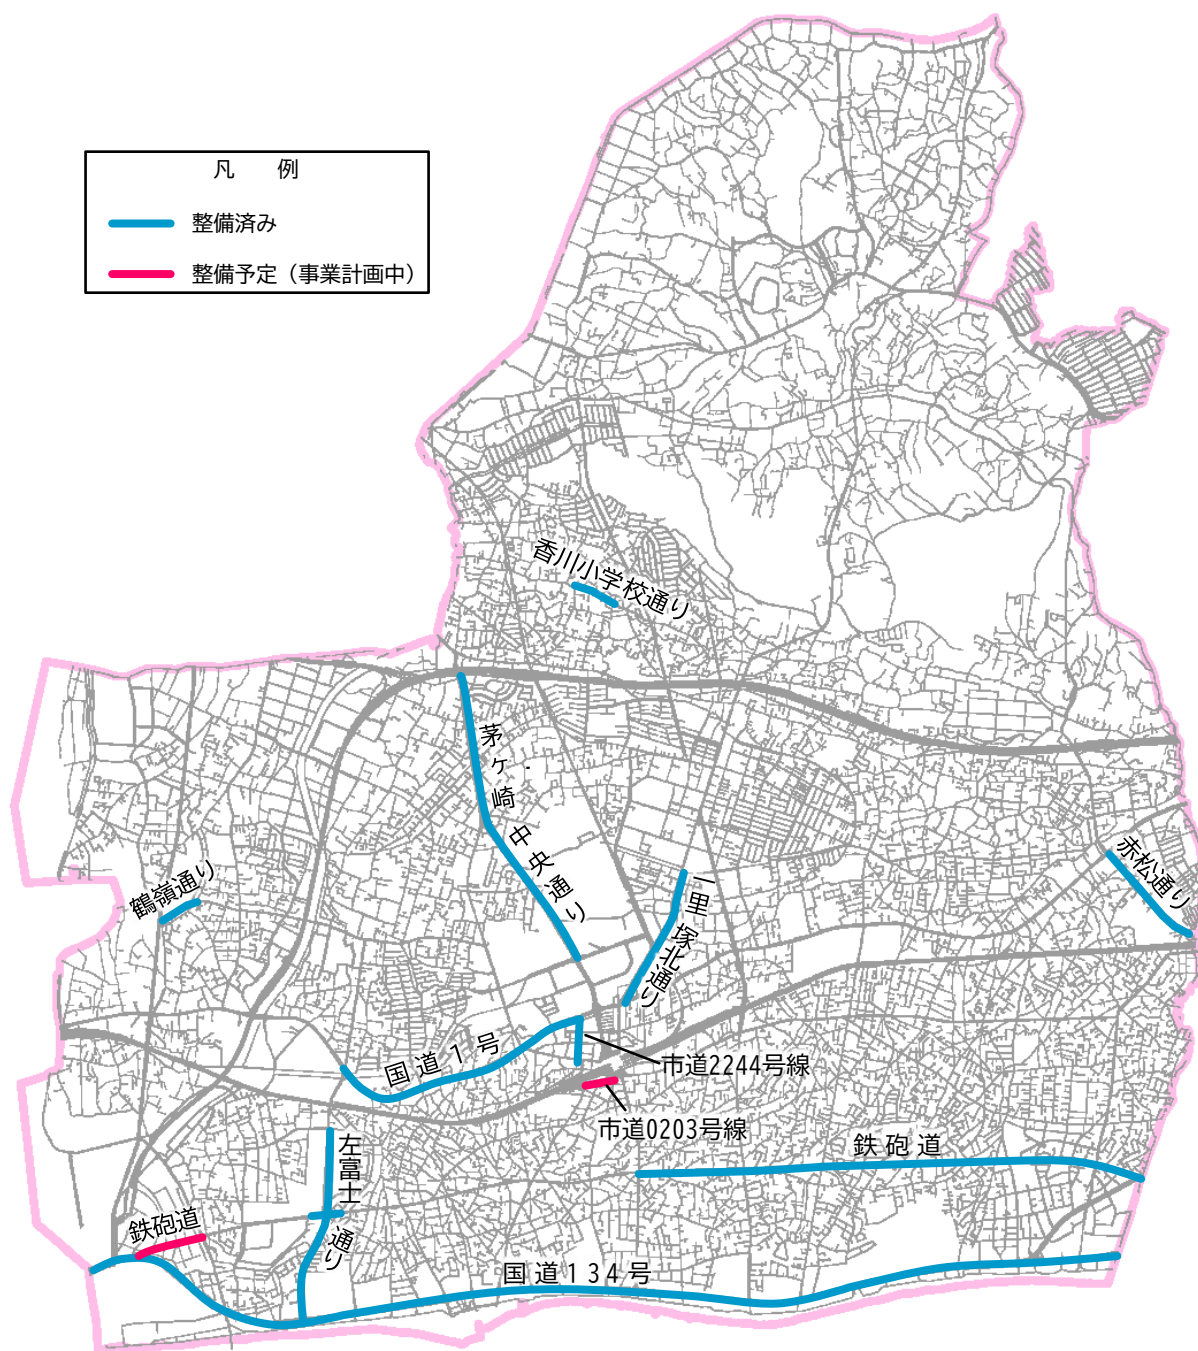 凡　例
整備済み
整備予定（事業計画中）
香川小学校通り
茅ヶ崎中央通り
赤松通り
鶴嶺通り
一里塚北通り
国道１号
市道2244号線
市道0203号線
鉄砲道
左富士通り
鉄砲道
国道134号